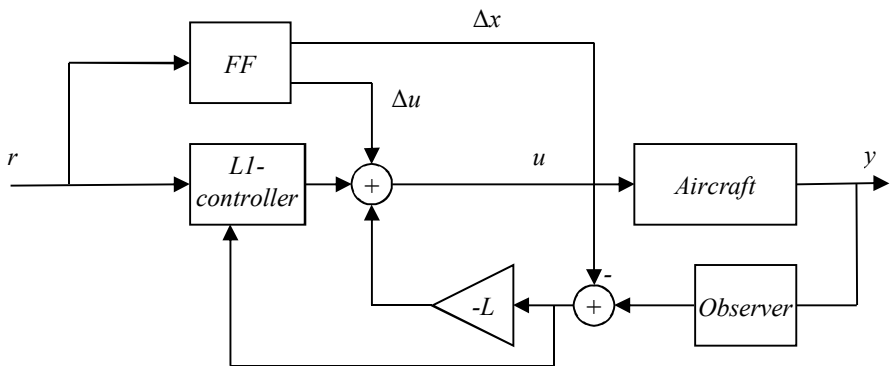 Δx
FF
Δu
r
L1-
controller
+
u
Aircraft
y
-
-L
+
Observer